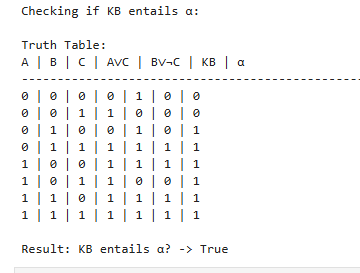 Checking if KB entails α:
Truth Table:
A | B | C | A∨C | B∨¬C | KB | α
---------------------------------------------
0 | 0 | 0 | 0 | 1 | 0 | 0
0 | 0 | 1 | 1 | 0 | 0 | 0
0 | 1 | 0 | 0 | 1 | 0 | 1
0 | 1 | 1 | 1 | 1 | 1 | 1
1 | 0 | 0 | 1 | 1 | 1 | 1
1 | 0 | 1 | 1 | 0 | 0 | 1
1 | 1 | 0 | 1 | 1 | 1 | 1
1 | 1 | 1 | 1 | 1 | 1 | 1
Result: KB entails α? -> True